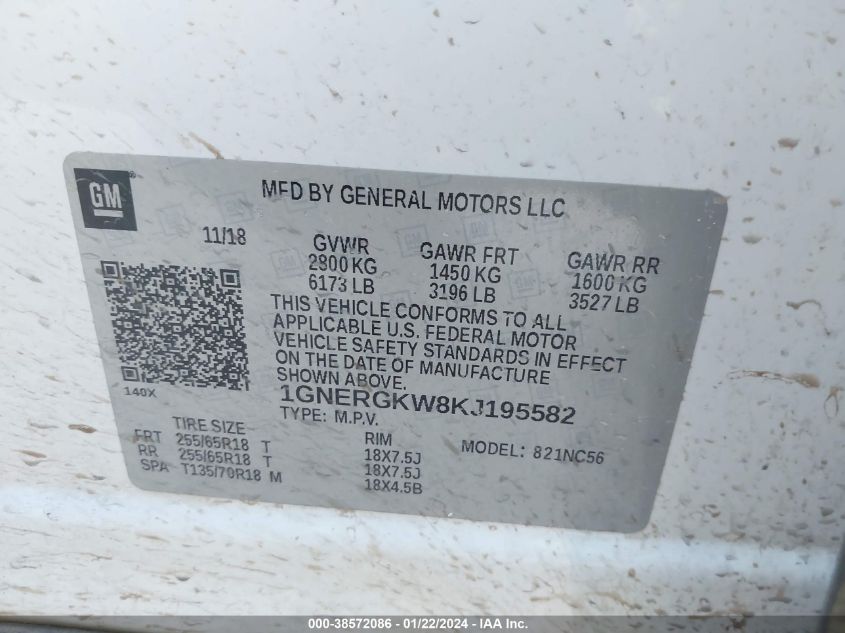 GM ®
MFD BY GENERAL MOTORS LLC
11/18
GVWR GAWR FRT GAWR RR
2800 KG 1450 KG 1600 KG
6173 LB 3196 LB 3527 LB
THIS VEHICLE CONFORMS TO ALL
APPLICABLE U.S. FEDERAL MOTOR
VEHICLE SAFETY STANDARDS IN EFFECT
ON THE DATE OF MANUFACTURE
SHOWN ABOVE.
140X
1GNERGKW8KJ195582
TYPE: M.P.V.
TIRE SIZE RIM MODEL: 821NC56
FRT 255/65R18 T 18X7.5J
RR 255/65R18 T 18X7.5J
SPA T135/70R18 M 18X4.5B
000-38572086 - 01/22/2024 - IAA Inc.